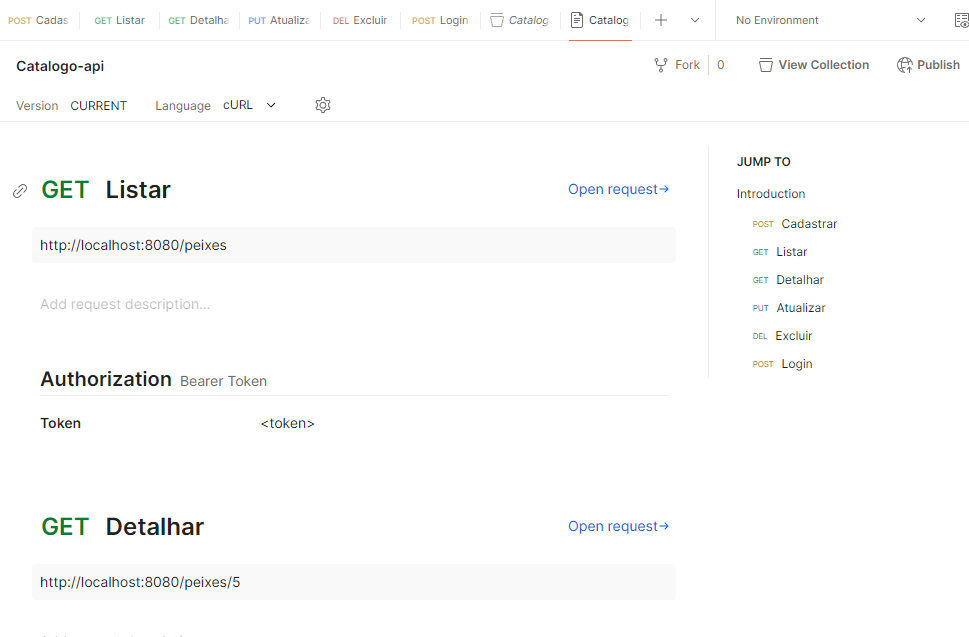 POST Cadas GET Listar GET Detalha PUT Atualiza DEL Excluir POST Login Catalog Catalog No Environment
Catalogo-api
Fork 0 View Collection Publish
Version CURRENT Language cURL
GET Listar
Open request→
http://localhost:8080/peixes
Add request description...
Authorization Bearer Token
Token <token>
GET Detalhar
Open request→
http://localhost:8080/peixes/5
JUMP TO
Introduction
POST Cadastrar
GET Listar
GET Detalhar
PUT Atualizar
DEL Excluir
POST Login